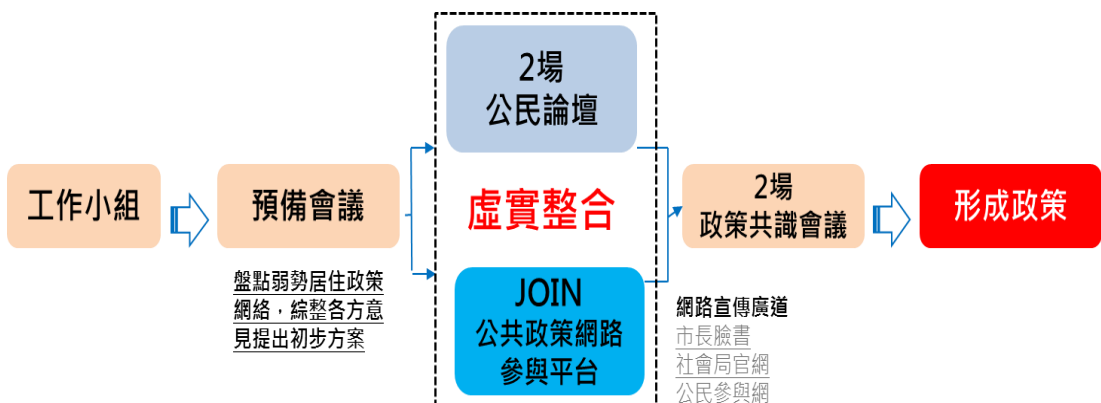 工作小組
預備會議
盤點弱勢居住政策
網絡，綜整各方意
見提出初步方案
2場
公民論壇
虛實整合
JOIN
公共政策網路
參與平台
2場
政策共識會議
網路宣傳廣道
市長臉書
社會局官網
公民參與網
形成政策